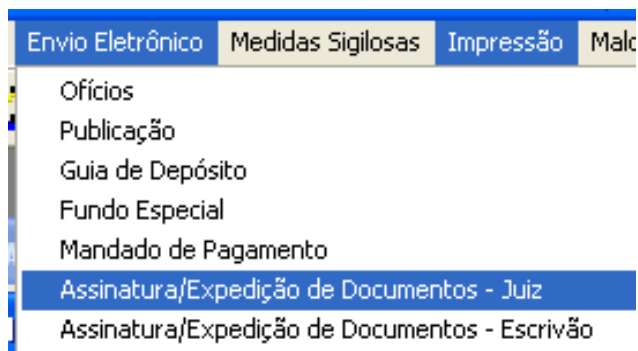 Envio Eletrônico Medidas Sigilosas Impressão
Ofícios
Publicação
Guia de Depósito
Fundo Especial
Mandado de Pagamento
Assinatura/Expedição de Documentos - Juiz
Assinatura/Expedição de Documentos - Escrivão